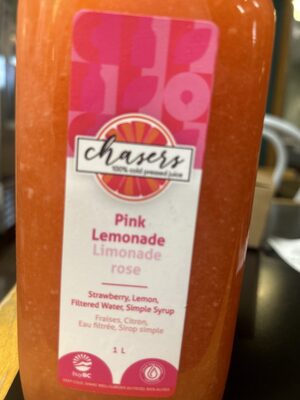 chasers
100% cold pressed juice
Pink
Lemonade
Limonade
rose
Strawberry, Lemon,
Filtered Water, Simple Syrup
Fraises, Citron,
Eau filtrée, Sirop simple
1 L
BuyBC